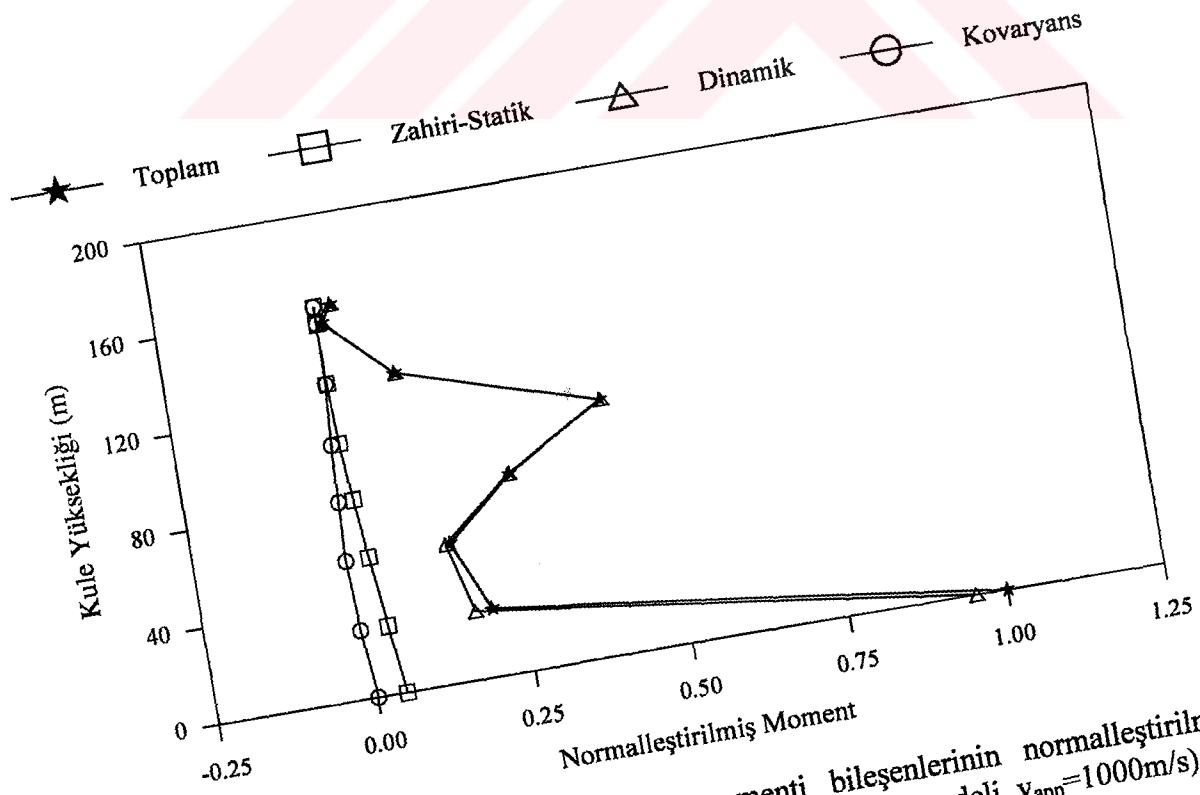 Toplam Zahiri-Statik Dinamik Kovaryans
200
160
120
80
40
0
Kule Yüksekliği (m)
-0.25 0.00 0.25 0.50 0.75 1.00 1.25
Normalleştirilmiş Moment
bileşenlerinin
v_app=1000m/s)